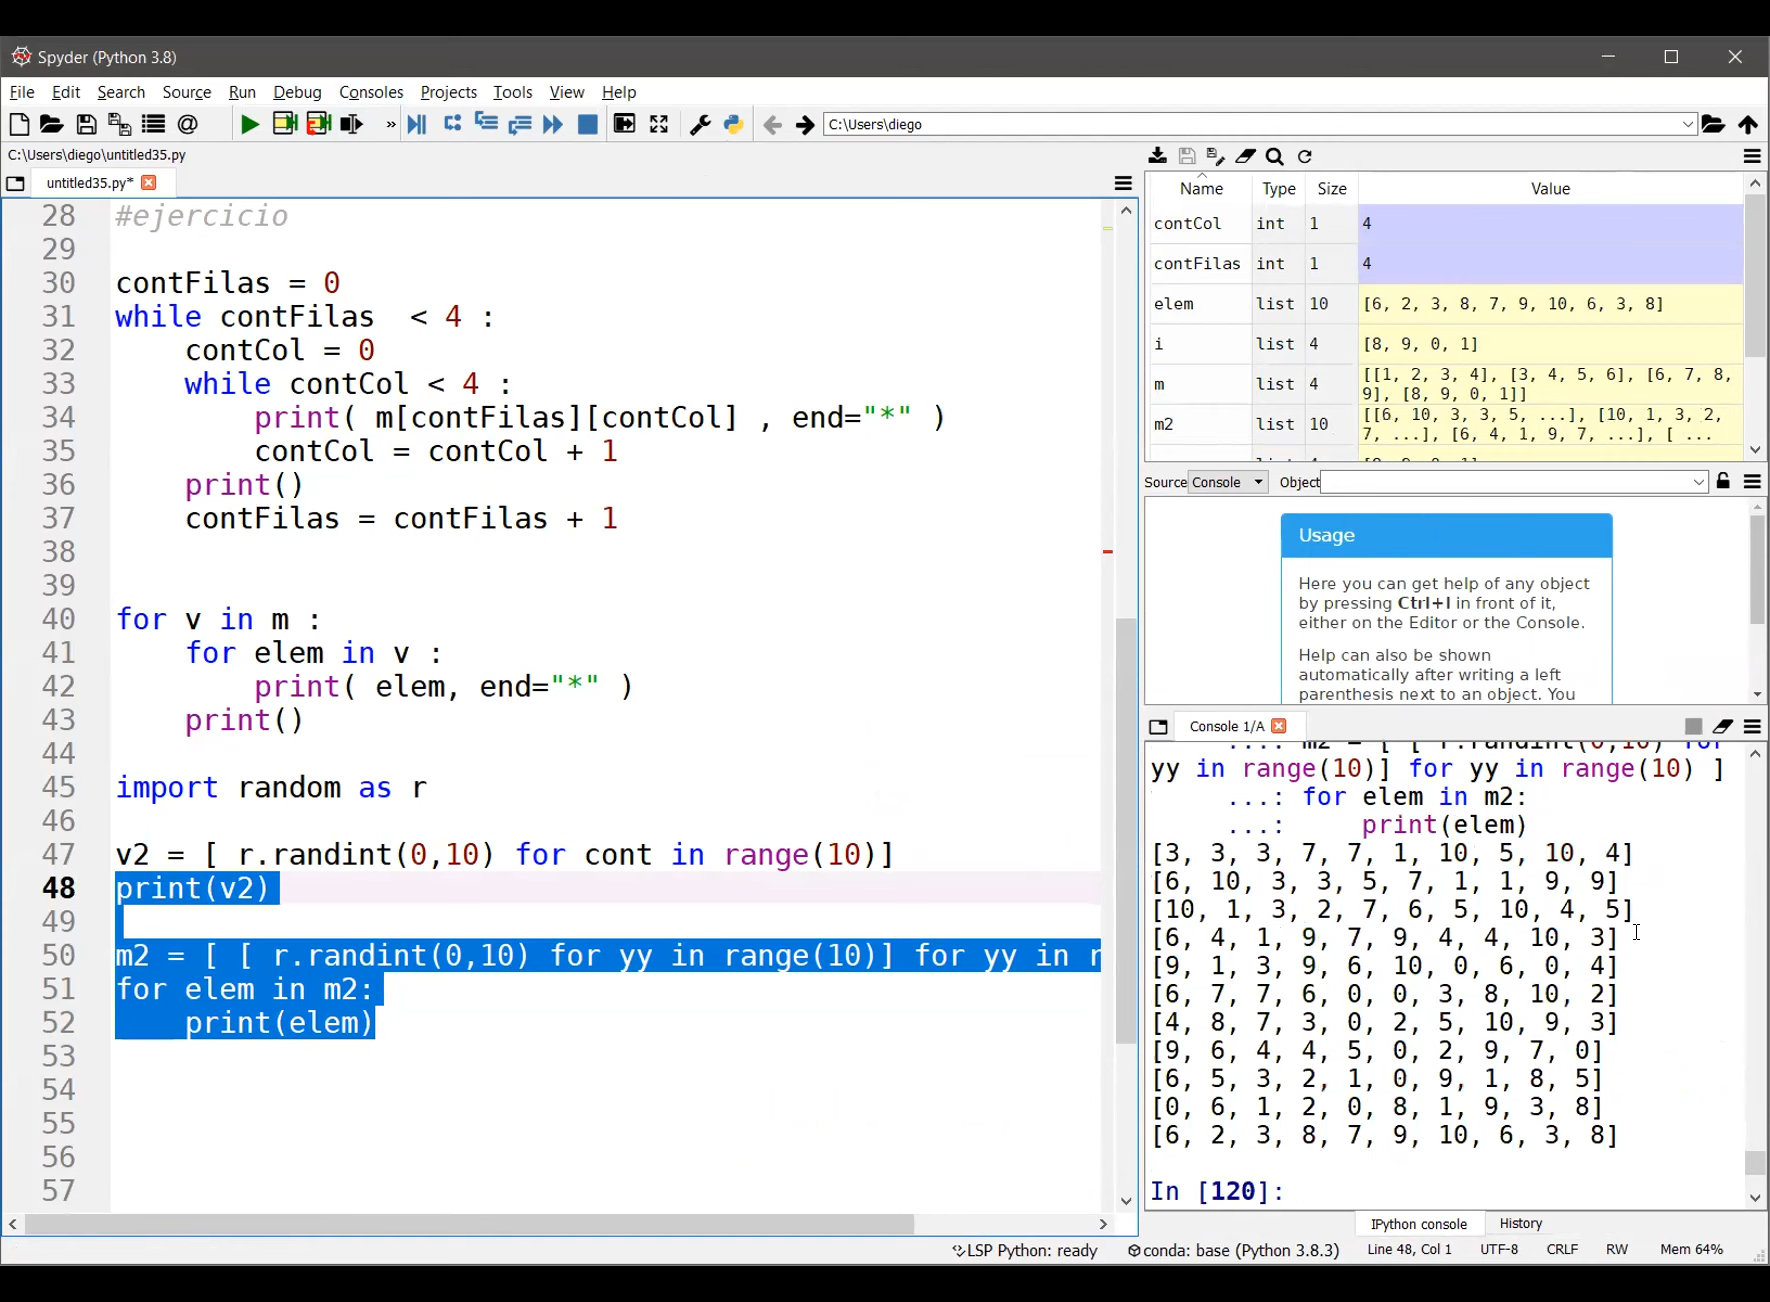 Spyder (Python 3.8)
File Edit Search Source Run Debug Consoles Projects Tools View Help
C:\Users\diego
C:\Users\diego\untitled35.py
untitled35.py*
28 #ejercicio
29
30 contFilas = 0
31 while contFilas  < 4 :
32     contCol = 0
33     while contCol < 4 :
34         print( m[contFilas][contCol] , end="*" )
35         contCol = contCol + 1
36     print()
37     contFilas = contFilas + 1
38
39
40 for v in m :
41     for elem in v :
42         print( elem, end="*" )
43     print()
44
45 import random as r
46
47 v2 = [ r.randint(0,10) for cont in range(10)]
48 print(v2)
49
50 m2 = [ [ r.randint(0,10) for yy in range(10)] for yy in r
51 for elem in m2:
52     print(elem)
53
54
55
56
57
Name Type Size Value
contCol int 1 4
contFilas int 1 4
elem list 10 [6, 2, 3, 8, 7, 9, 10, 6, 3, 8]
i list 4 [8, 9, 0, 1]
m list 4 [[1, 2, 3, 4], [3, 4, 5, 6], [6, 7, 8,
9], [8, 9, 0, 1]]
m2 list 10 [[6, 10, 3, 3, 5, ...], [10, 1, 3, 2,
7, ...], [6, 4, 1, 9, 7, ...], [ ...
Source Console Object
Usage
Here you can get help of any object
by pressing Ctrl+I in front of it,
either on the Editor or the Console.
Help can also be shown
automatically after writing a left
parenthesis next to an object. You
Console 1/A
...: m2 = [ [ r.randint(0,10) for
yy in range(10)] for yy in range(10) ]
...: for elem in m2:
...:     print(elem)
[3, 3, 3, 7, 7, 1, 10, 5, 10, 4]
[6, 10, 3, 3, 5, 7, 1, 1, 9, 9]
[10, 1, 3, 2, 7, 6, 5, 10, 4, 5]
[6, 4, 1, 9, 7, 9, 4, 4, 10, 3]
[9, 1, 3, 9, 6, 10, 0, 6, 0, 4]
[6, 7, 7, 6, 0, 0, 3, 8, 10, 2]
[4, 8, 7, 3, 0, 2, 5, 10, 9, 3]
[9, 6, 4, 4, 5, 0, 2, 9, 7, 0]
[6, 5, 3, 2, 1, 0, 9, 1, 8, 5]
[0, 6, 1, 2, 0, 8, 1, 9, 3, 8]
[6, 2, 3, 8, 7, 9, 10, 6, 3, 8]
In [120]:
IPython console History
LSP Python: ready conda: base (Python 3.8.3) Line 48, Col 1 UTF-8 CRLF RW Mem 64%